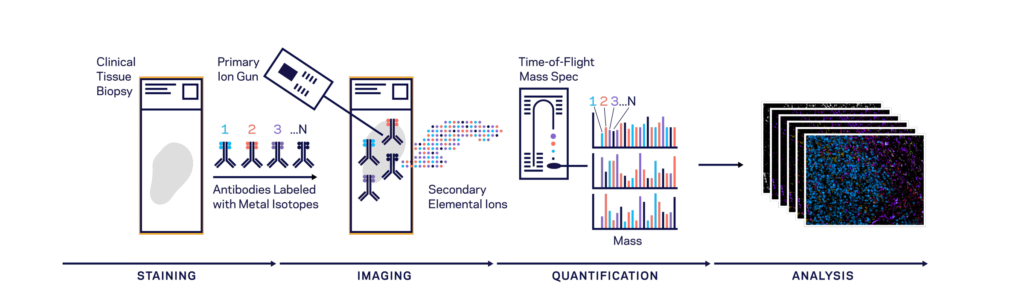 Clinical
Tissue
Biopsy
1 2 3 ...N
Antibodies Labeled
with Metal Isotopes
Primary
Ion Gun
Secondary
Elemental Ions
Time-of-Flight
Mass Spec
1 2 3...N
Mass
STAINING
IMAGING
QUANTIFICATION
ANALYSIS